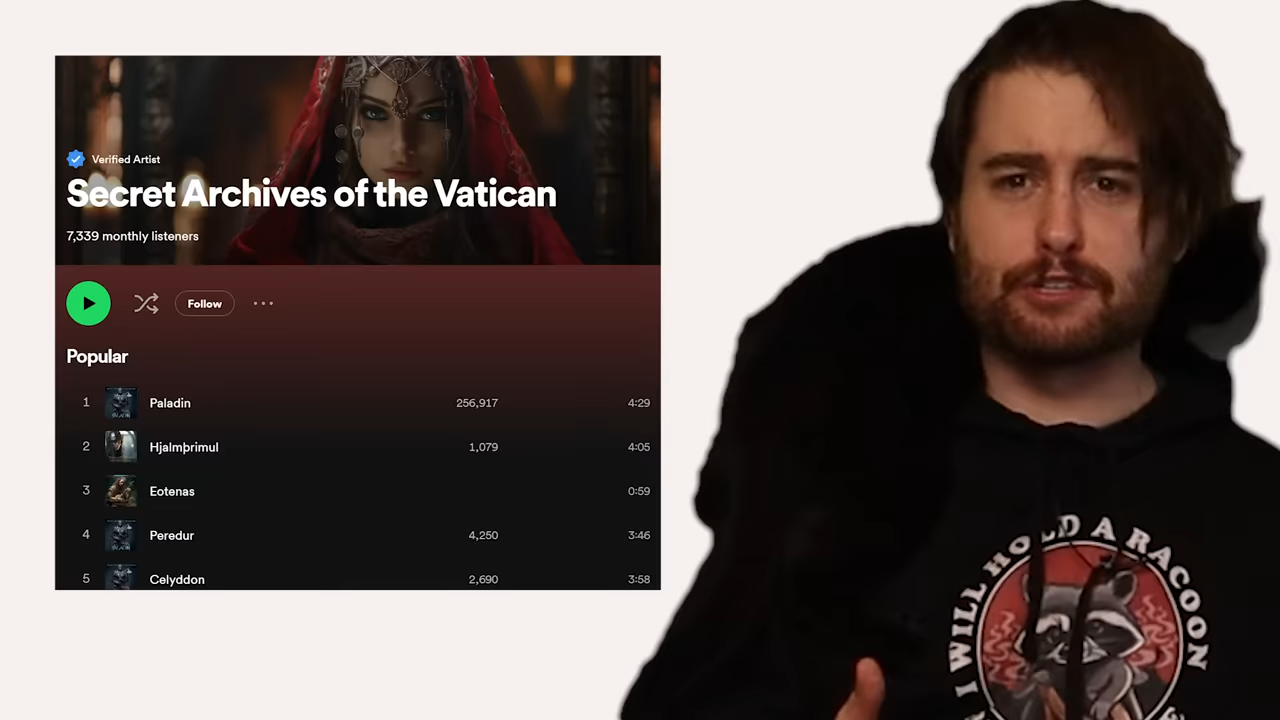 Verified Artist
Secret Archives of the Vatican
7,339 monthly listeners
Follow
Popular
1 Paladin 256,917 4:29
2 Hjalmþrimul 1,079 4:05
3 Eotenas 0:59
4 Peredur 4,250 3:46
5 Celyddon 2,690 3:58
I WILL HOLD A RACOON